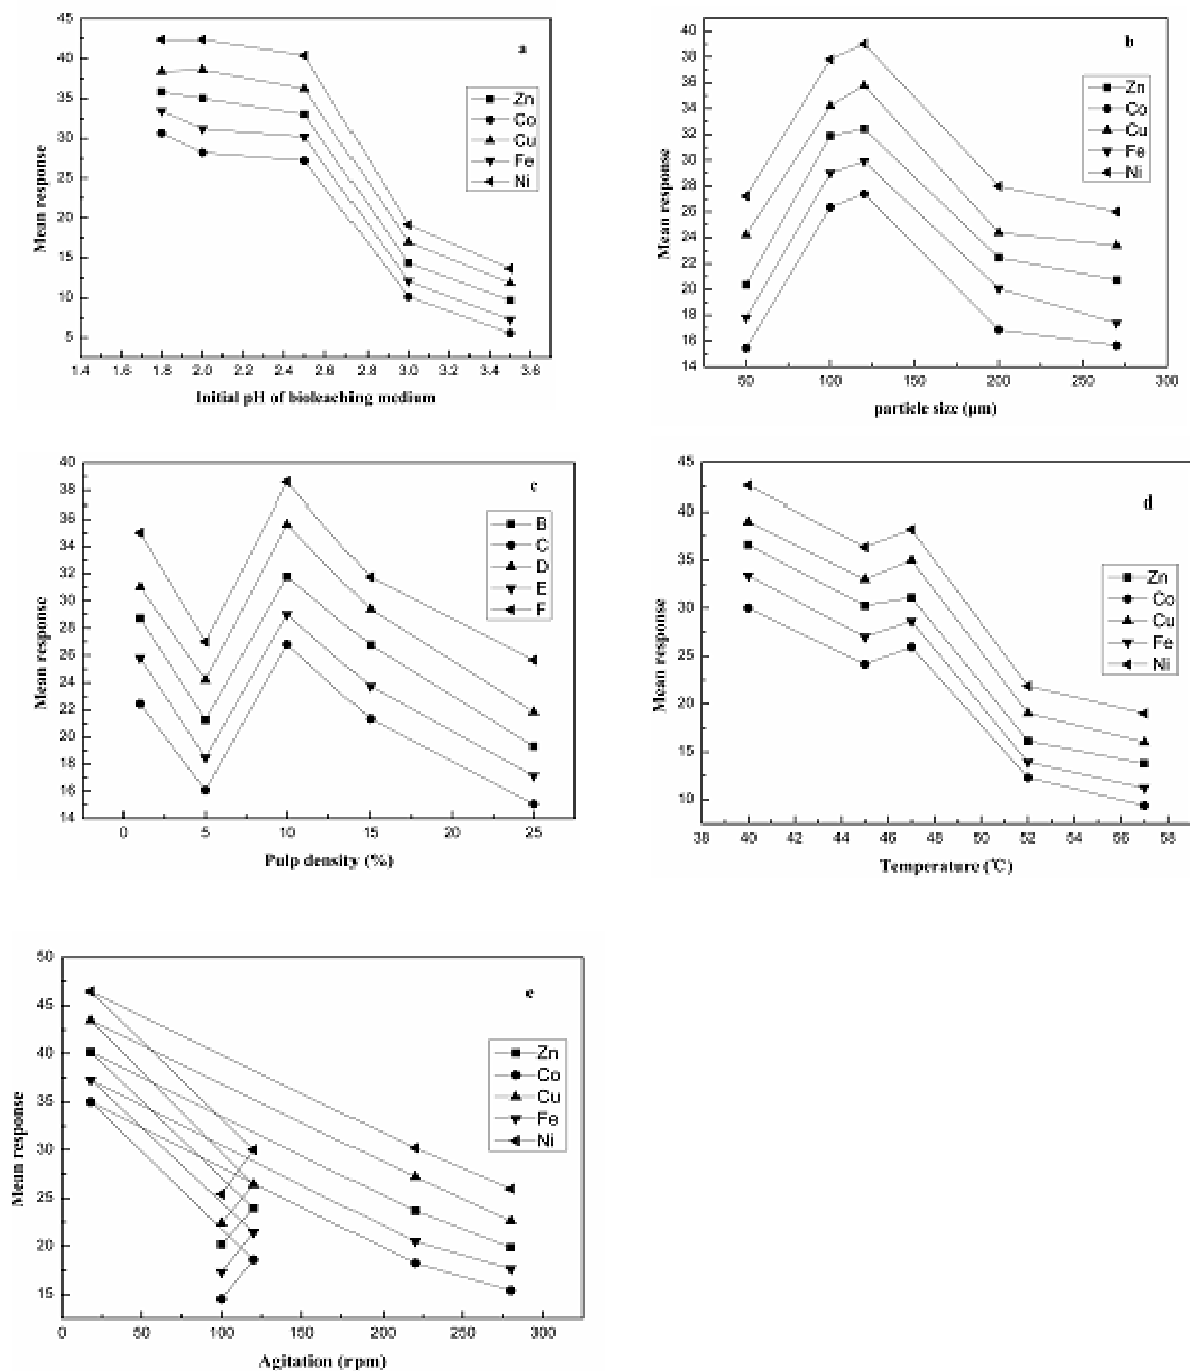 a
45
40
35
30
25
20
15
10
5
Mean response
Zn
Co
Cu
Fe
Ni
1.4 1.6 1.8 2.0 2.2 2.4 2.6 2.8 3.0 3.2 3.4 3.6
Initial pH of bioleaching medium
b
40
38
36
34
32
30
28
26
24
22
20
18
16
14
Mean response
Zn
Co
Cu
Fe
Ni
50 100 150 200 250 300
particle size (µm)
c
40
38
36
34
32
30
28
26
24
22
20
18
16
14
Mean response
B
C
D
E
F
0 5 10 15 20 25
Pulp density (%)
d
45
40
35
30
25
20
15
10
Mean response
Zn
Co
Cu
Fe
Ni
38 40 42 44 46 48 50 52 54 56 58
Temperature (℃)
e
50
45
40
35
30
25
20
15
Mean response
Zn
Co
Cu
Fe
Ni
0 50 100 150 200 250 300
Agitation (rpm)